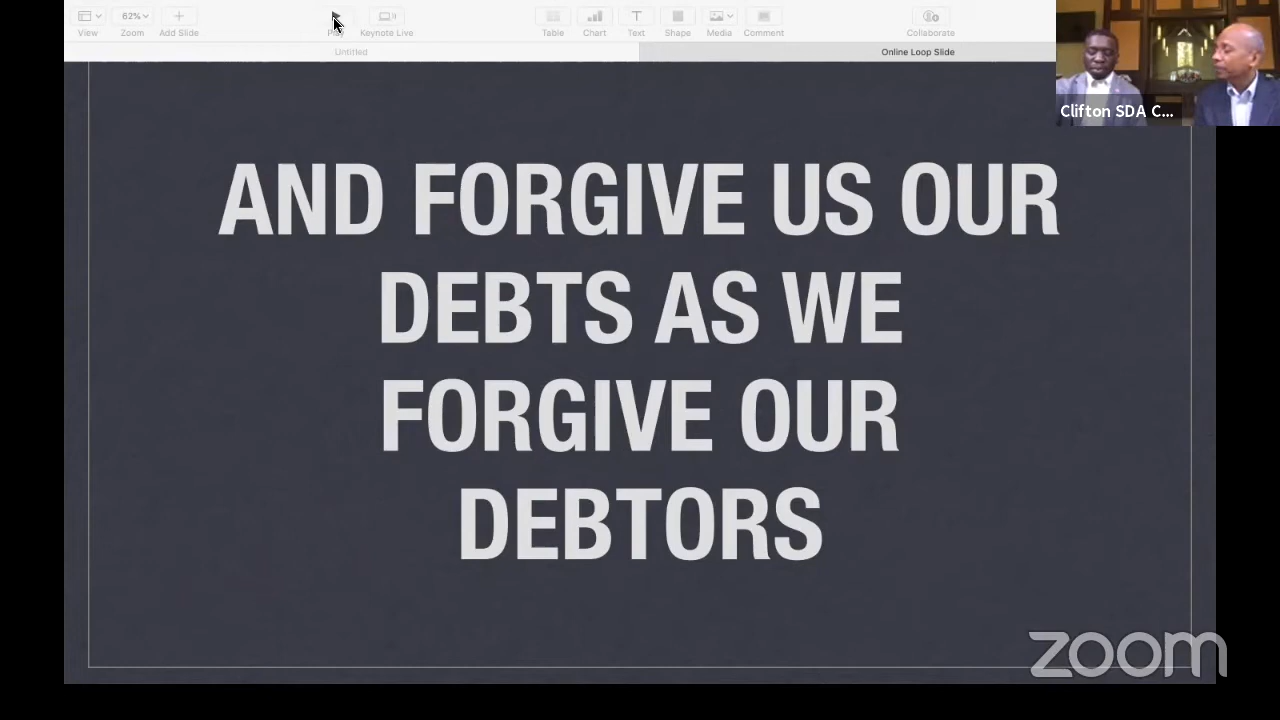 62%
View
Zoom
Add Slide
Keynote Live
Table
Chart
Text
Shape
Media
Comment
Collaborate
Untitled
Online Loop Slide
Clifton SDA C...
AND FORGIVE US OUR
DEBTS AS WE
FORGIVE OUR
DEBTORS
zoom